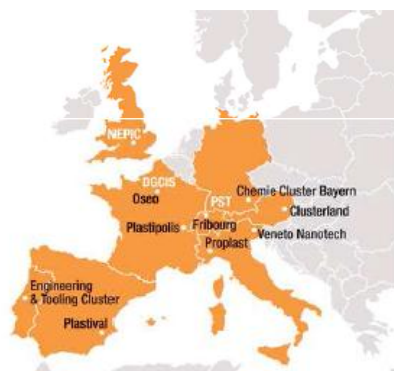 NEPIC
DGCIS
Oseo
PST
Chemie Cluster Bayern
Clusterland
Fribourg
Plastipolis
Veneto Nanotech
Proplast
Engineering
& Tooling Cluster
Plastival